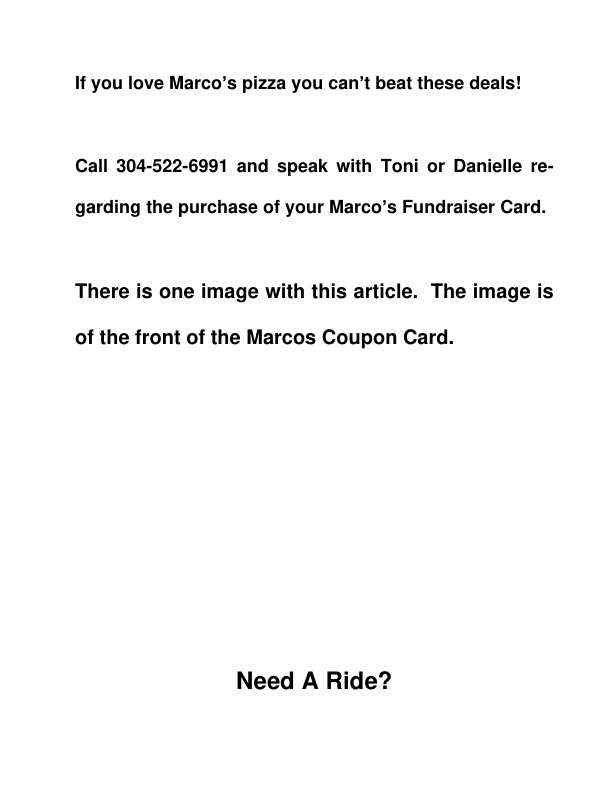 If you love Marco’s pizza you can’t beat these deals!
Call 304-522-6991 and speak with Toni or Danielle re-
garding the purchase of your Marco’s Fundraiser Card.
There is one image with this article.  The image is
of the front of the Marcos Coupon Card.
Need A Ride?